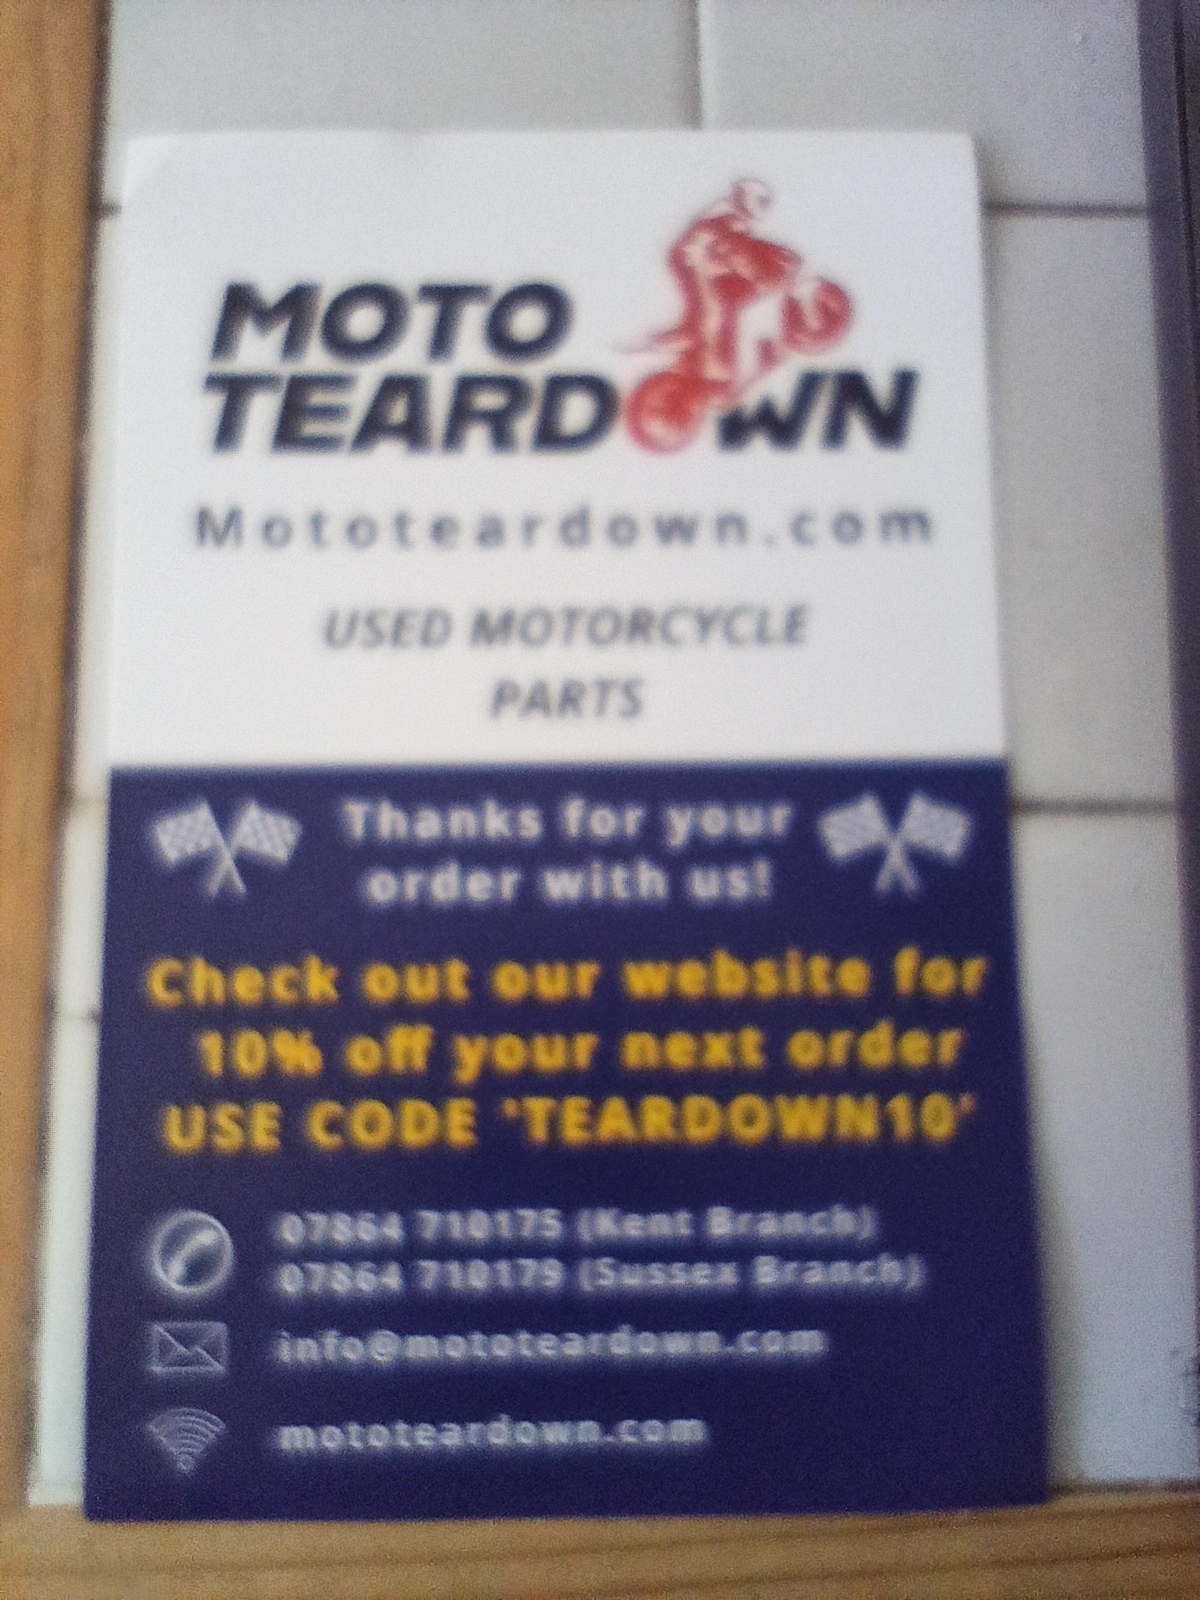 MOTO
TEARDOWN
Mototeardown.com
USED MOTORCYCLE
PARTS
Thanks for your
order with us!
Check out our website for
10% off your next order
USE CODE 'TEARDOWN10'
07864 710175 (Kent Branch)
07864 710179 (Sussex Branch)
info@mototeardown.com
mototeardown.com